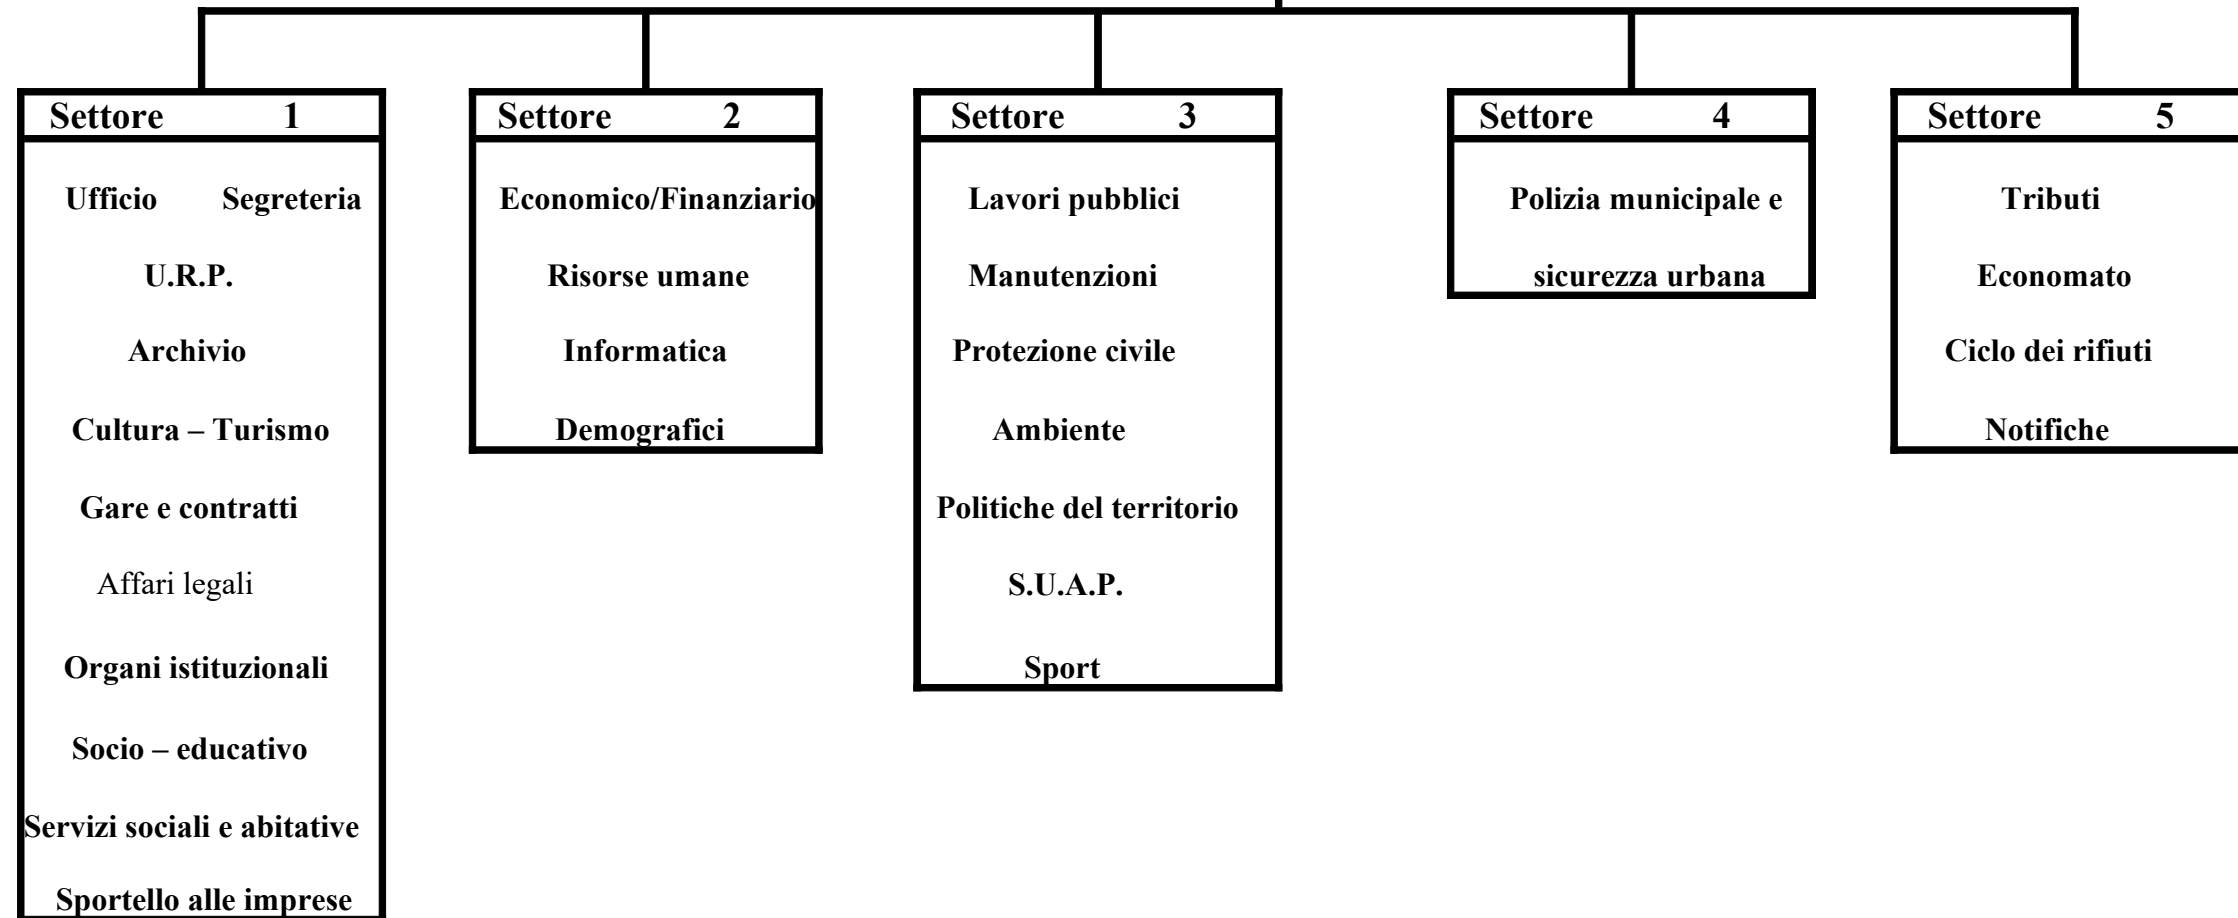 Settore 1
Ufficio Segreteria
U.R.P.
Archivio
Cultura – Turismo
Gare e contratti
Affari legali
Organi istituzionali
Socio – educativo
Servizi sociali e abitative
Sportello alle imprese
Settore 2
Economico/Finanziario
Risorse umane
Informatica
Demografici
Settore 3
Lavori pubblici
Manutenzioni
Protezione civile
Ambiente
Politiche del territorio
S.U.A.P.
Sport
Settore 4
Polizia municipale e
sicurezza urbana
Settore 5
Tributi
Economato
Ciclo dei rifiuti
Notifiche